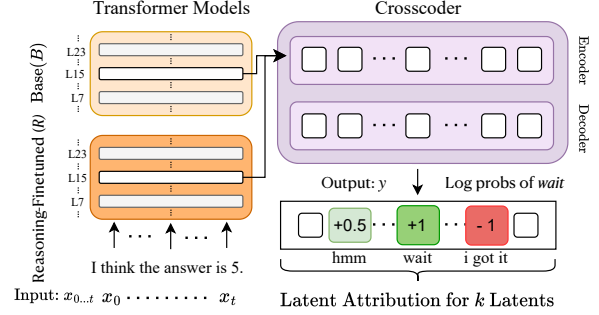 Transformer Models
Crosscoder
Base(B)
L23
L15
L7
Reasoning-Finetuned (R)
L23
L15
L7
Encoder
Decoder
Output: y
Log probs of wait
+0.5
+1
- 1
hmm
wait
i got it
I think the answer is 5.
Input: x0...t x0 ········· xt
Latent Attribution for k Latents